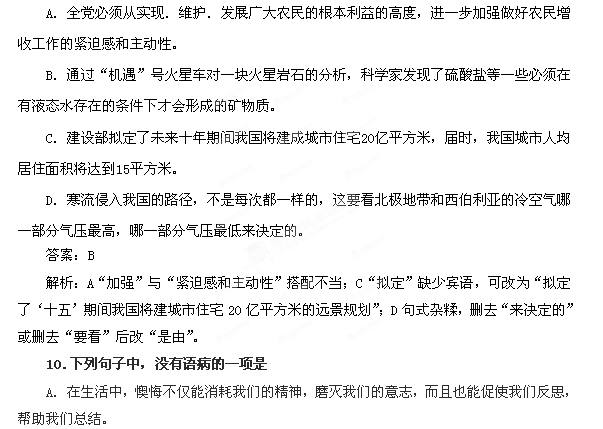 A. 全党必须从实现．维护．发展广大农民的根本利益的高度，进一步加强做好农民增
收工作的紧迫感和主动性。
B. 通过“机遇”号火星车对一块火星岩石的分析，科学家发现了硫酸盐等一些必须在
有液态水存在的条件下才会形成的矿物质。
C. 建设部拟定了未来十年期间我国将建成城市住宅20亿平方米，届时，我国城市人均
居住面积将达到15平方米。
D. 寒流侵入我国的路径，不是每次都一样的，这要看北极地带和西伯利亚的冷空气哪
一部分气压最高，哪一部分气压最低来决定的。
答案：B
解析：A“加强”与“紧迫感和主动性”搭配不当；C“拟定”缺少宾语，可改为“拟定
了‘十五’期间我国将建城市住宅 20 亿平方米的远景规划”；D 句式杂糅，删去“来决定的”
或删去“要看”后改“是由”。
10.下列句子中，没有语病的一项是
A. 在生活中，懊悔不仅能消耗我们的精神，磨灭我们的意志，而且也能促使我们反思，
帮助我们总结。